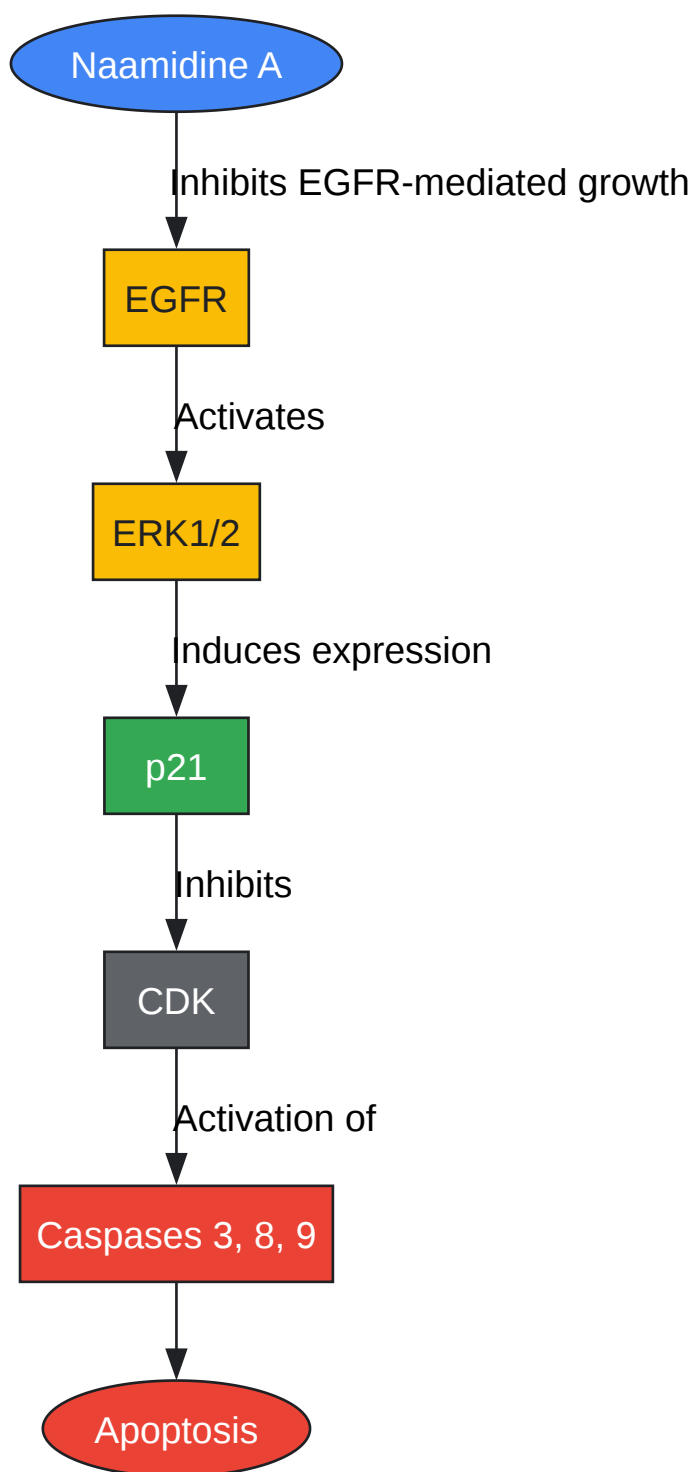 Naamidine A
Inhibits EGFR-mediated growth
EGFR
Activates
ERK1/2
Induces expression
p21
Inhibits
CDK
Activation of
Caspases 3, 8, 9
Apoptosis